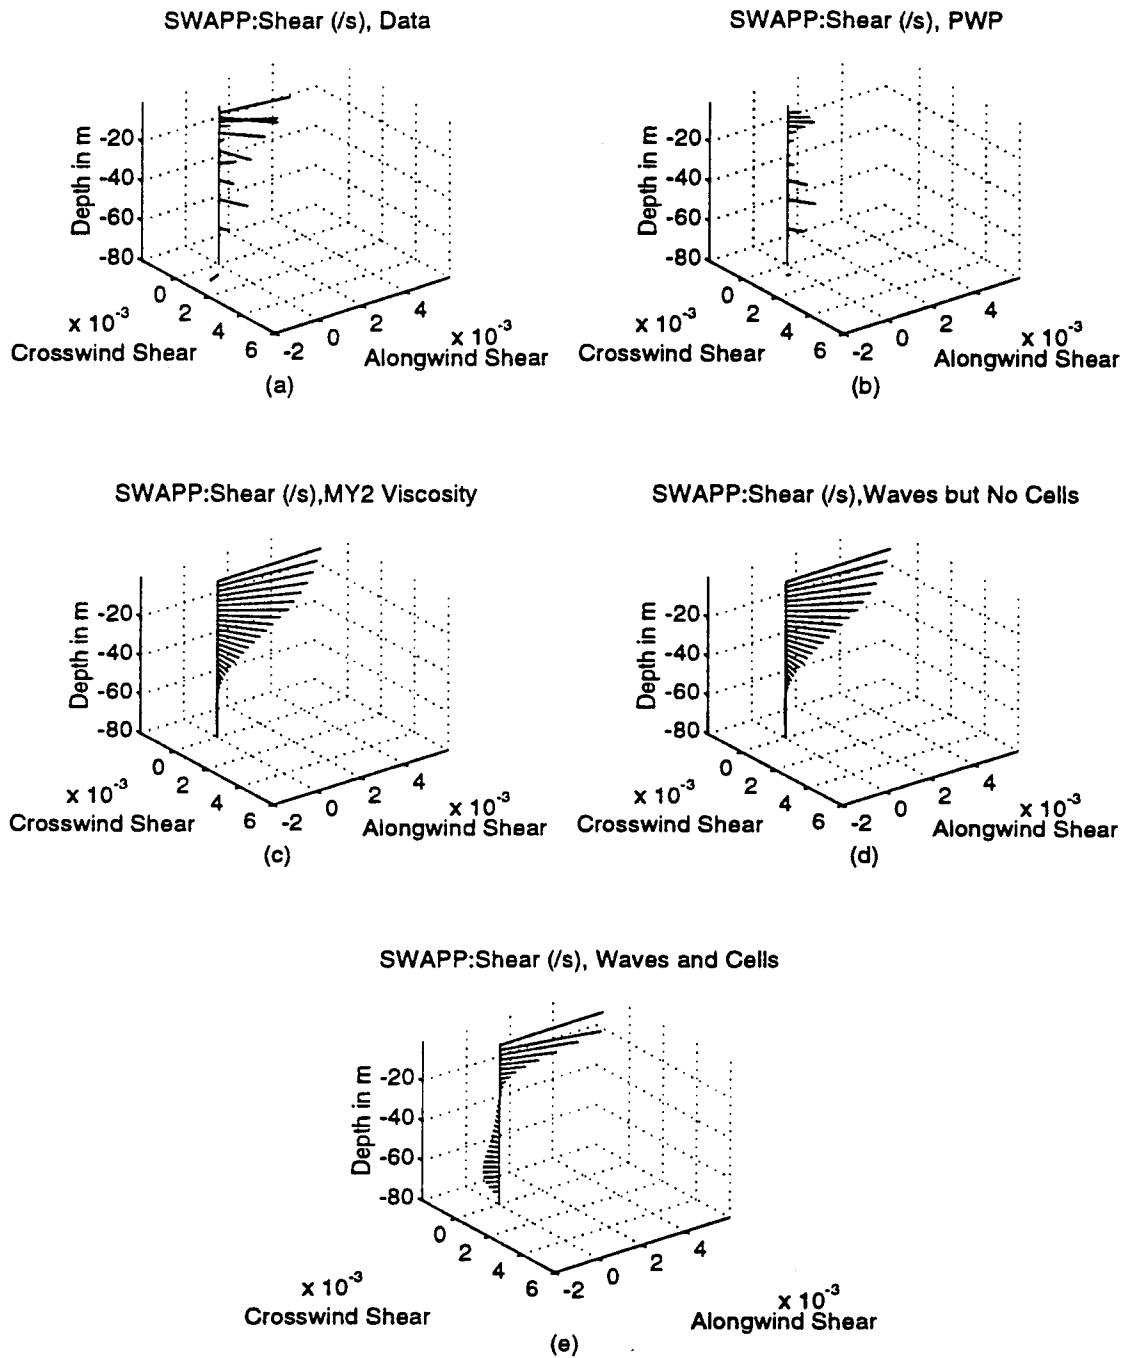 SWAPP:Shear (/s), Data
-20
-40
-60
-80
Depth in m
0
2
4
6
x 10-3
Crosswind Shear
-2
0
2
4
x 10-3
Alongwind Shear
(a)
SWAPP:Shear (/s), PWP
-20
-40
-60
-80
Depth in m
0
2
4
6
x 10-3
Crosswind Shear
-2
0
2
4
x 10-3
Alongwind Shear
(b)
SWAPP:Shear (/s),MY2 Viscosity
-20
-40
-60
-80
Depth in m
0
2
4
6
x 10-3
Crosswind Shear
-2
0
2
4
x 10-3
Alongwind Shear
(c)
SWAPP:Shear (/s),Waves but No Cells
-20
-40
-60
-80
Depth in m
0
2
4
6
x 10-3
Crosswind Shear
-2
0
2
4
x 10-3
Alongwind Shear
(d)
SWAPP:Shear (/s), Waves and Cells
-20
-40
-60
-80
Depth in m
0
2
4
6
x 10-3
Crosswind Shear
-2
0
2
4
x 10-3
Alongwind Shear
(e)